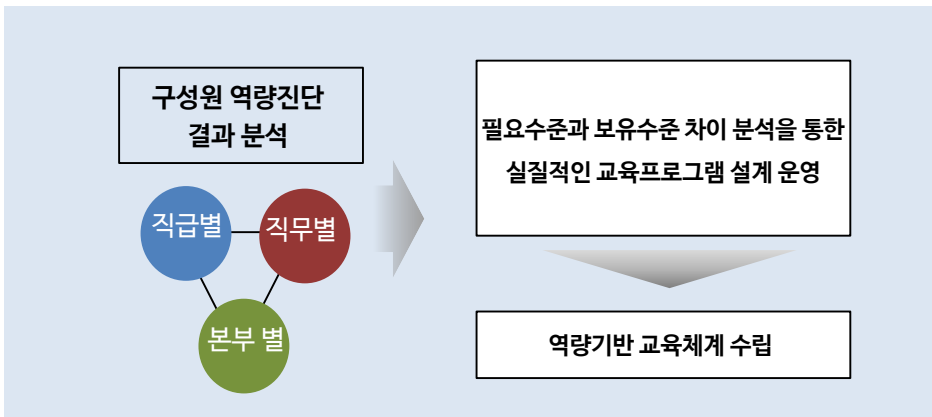 구성원 역량진단
결과 분석
직급별
직무별
본부 별
필요수준과 보유수준 차이 분석을 통한
실질적인 교육프로그램 설계 운영
역량기반 교육체계 수립